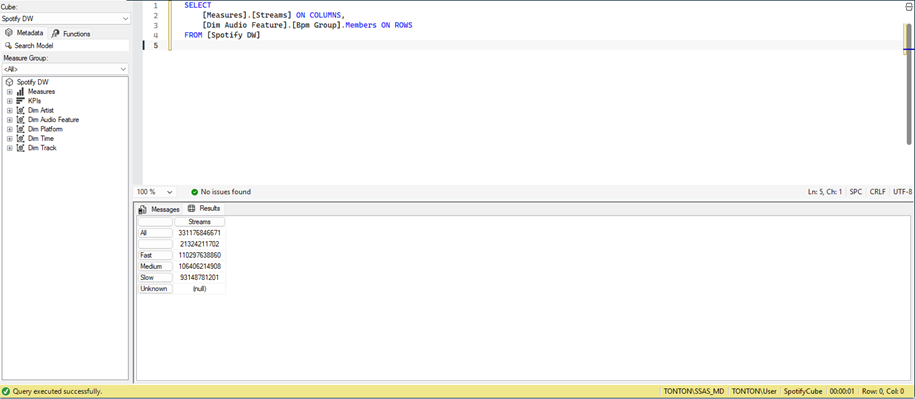 Cube:
Spotify DW
Metadata Functions
Search Model
Measure Group:
<All>
Spotify DW
Measures
KPIs
Dim Artist
Dim Audio Feature
Dim Platform
Dim Time
Dim Track
1 SELECT
2 [Measures].[Streams] ON COLUMNS,
3 [Dim Audio Feature].[Bpm Group].Members ON ROWS
4 FROM [Spotify DW]
5
100 % No issues found Ln: 5, Ch: 1 SPC CRLF UTF-8
Messages Results
Streams
All 331176846671
21324211702
Fast 110297638860
Medium 106406214908
Slow 93148781201
Unknown (null)
Query executed successfully. TONTON\SSAS_MD TONTON\User SpotifyCube 00:00:01 Row: 0, Col: 0